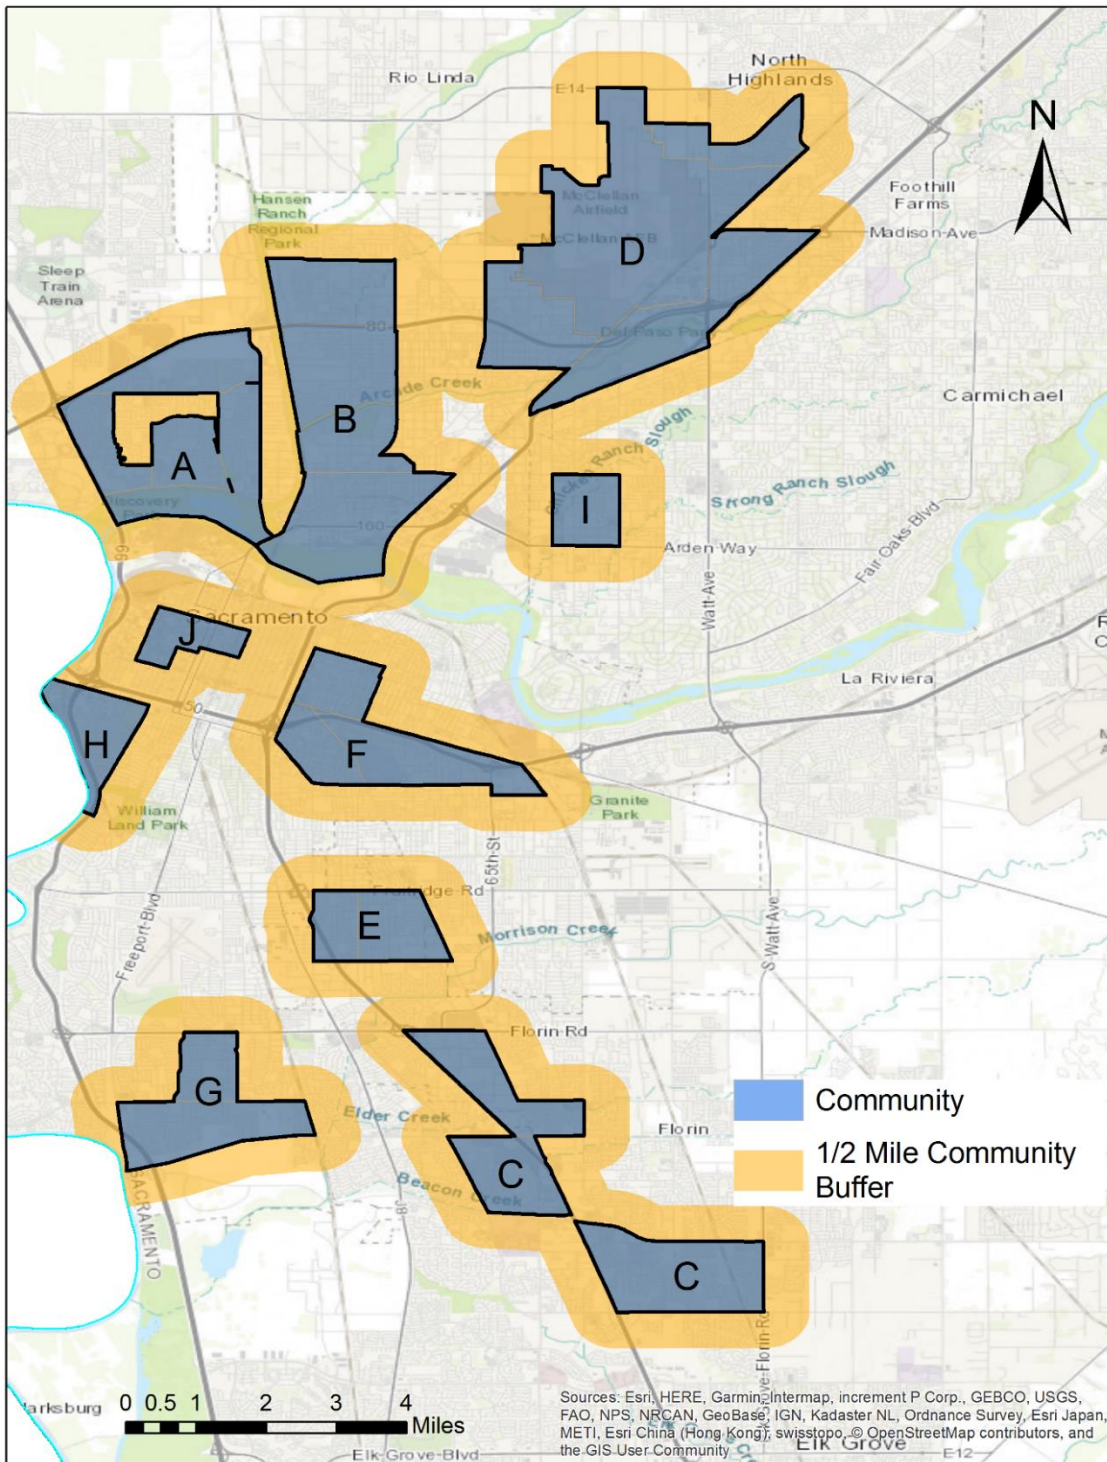 North
Highlands
Rio Linda
E14
N
McClellan
Airfield
Foothill
Farms
Hansen
Ranch
Regional
Park
McClellan AFB
Madison-Ave
D
Sleep
Train
Arena
80
Del Paso Park
Arcade Creek
Carmichael
B
Chicken Ranch Slough
A
Strong Ranch Slough
Discovery
I
160
Arden Way
Fair-Oaks-Blvd
99
Watt-Ave
Sacramento
J
La Riviera
50
H
F
William
Land Park
Granite
Park
65th-St
Fruitridge Rd
E
Morrison Creek
Freeport-Blvd
S-Watt-Ave
Florin Rd
G
Community
Elder Creek
Florin
1/2 Mile Community
Buffer
C
Beacon Creek
SACRAMENTO
J8
C
Elk-Grove-Florin-Rd
0 0.5 1 2 3 4
Miles
Sources: Esri, HERE, Garmin, Intermap, increment P Corp., GEBCO, USGS,
FAO, NPS, NRCAN, GeoBase, IGN, Kadaster NL, Ordnance Survey, Esri Japan,
METI, Esri China (Hong Kong), swisstopo, © OpenStreetMap contributors, and
the GIS User Community
Elk-Grove-Blvd
Elk Grove
E12